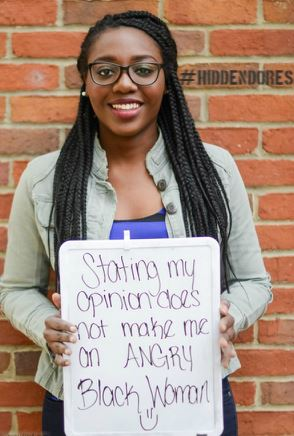 #HIDDENDORES
Stating my
opinion does
not make me
an ANGRY
Black Woman